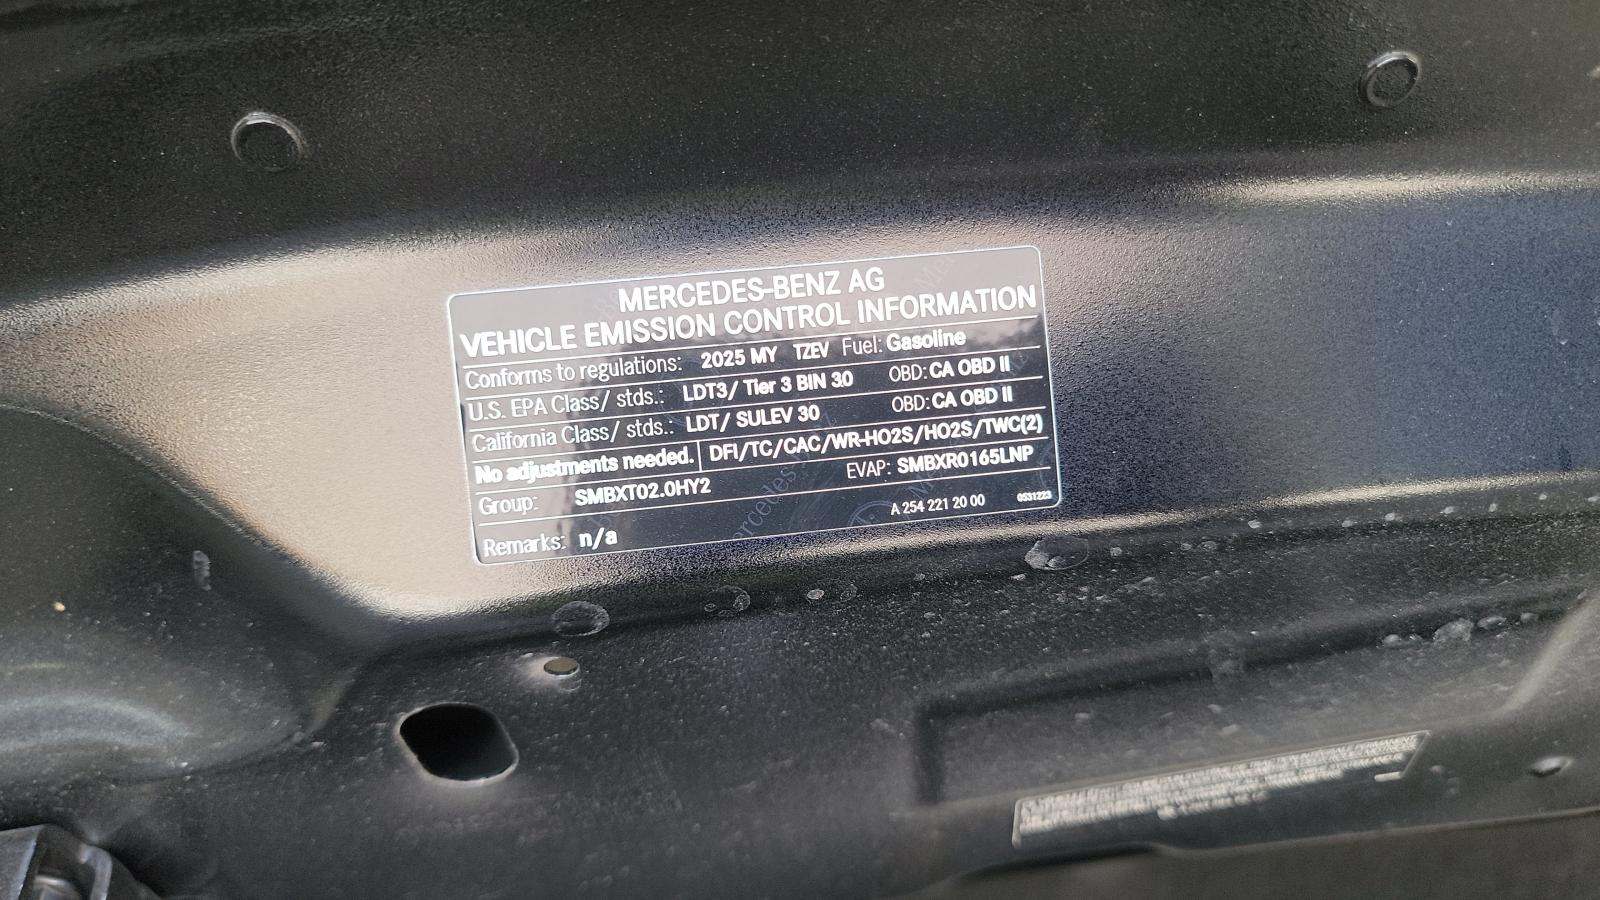 MERCEDES-BENZ AG
VEHICLE EMISSION CONTROL INFORMATION
Conforms to regulations: 2025 MY TZEV Fuel: Gasoline
U.S. EPA Class/ stds.: LDT3/ Tier 3 BIN 30 OBD: CA OBD II
California Class/ stds.: LDT/ SULEV 30 OBD: CA OBD II
No adjustments needed. DFI/TC/CAC/WR-HO2S/HO2S/TWC(2)
Group: SMBXT02.0HY2 EVAP: SMBXR0165LNP
Remarks: n/a A 254 221 20 00 0531223